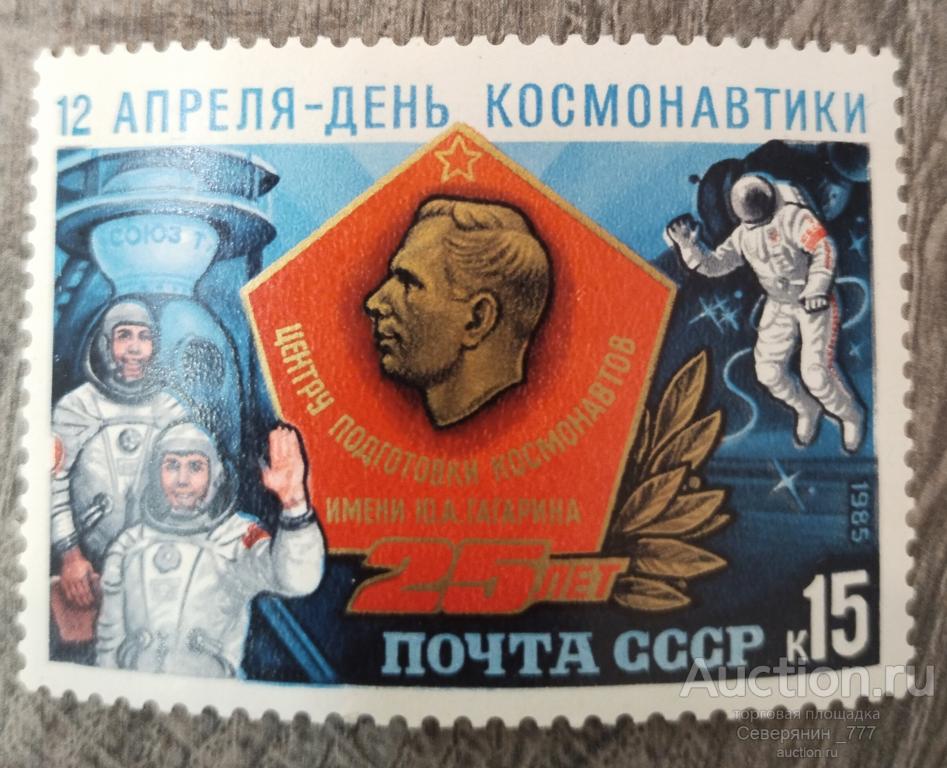 12 АПРЕЛЯ-ДЕНЬ КОСМОНАВТИКИ
СОЮЗ Т
ЦЕНТРУ ПОДГОТОВКИ КОСМОНАВТОВ
ИМЕНИ Ю.А.ГАГАРИНА
25 ЛЕТ
1985
ПОЧТА СССР
К15
Auction.ru
торговая площадка
Северянин _777
auction.ru